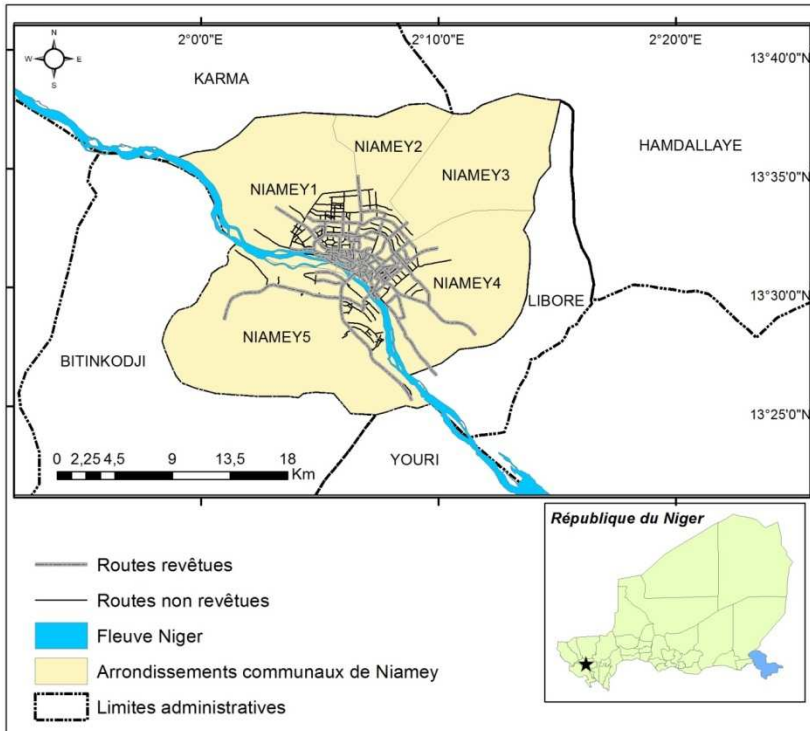 2°0'0"E
2°10'0"E
2°20'0"E
13°40'0"N
13°35'0"N
13°30'0"N
13°25'0"N
N
W
E
S
KARMA
HAMDALLAYE
NIAMEY2
NIAMEY3
NIAMEY1
NIAMEY4
LIBORE
NIAMEY5
BITINKODJI
YOURI
0 2,25 4,5 9 13,5 18
Km
République du Niger
Routes revêtues
Routes non revêtues
Fleuve Niger
Arrondissements communaux de Niamey
Limites administratives